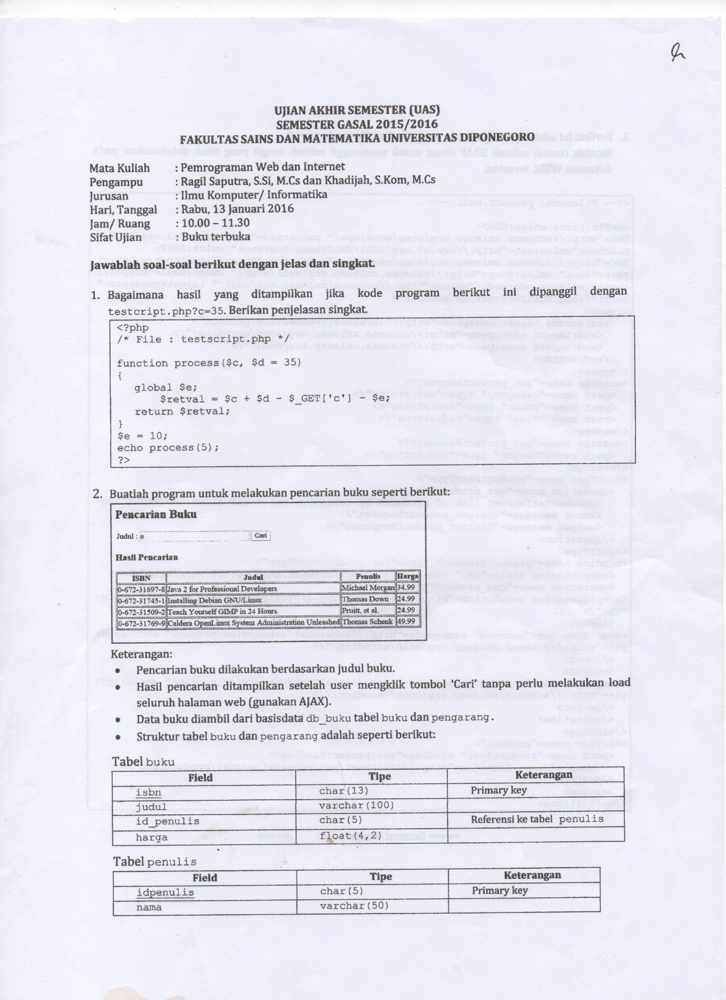 UJIAN AKHIR SEMESTER (UAS)
SEMESTER GASAL 2015/2016
FAKULTAS SAINS DAN MATEMATIKA UNIVERSITAS DIPONEGORO
Mata Kuliah : Pemrograman Web dan Internet
Pengampu : Ragil Saputra, S.Si, M.Cs dan Khadijah, S.Kom, M.Cs
Jurusan : Ilmu Komputer/ Informatika
Hari, Tanggal : Rabu, 13 Januari 2016
Jam/ Ruang : 10.00 – 11.30
Sifat Ujian : Buku terbuka
Jawablah soal-soal berikut dengan jelas dan singkat.
1. Bagaimana hasil yang ditampilkan jika kode program berikut ini dipanggil dengan
testcript.php?c=35. Berikan penjelasan singkat.
<?php
/* File : testscript.php */
function process($c, $d = 35)
{
global $e;
$retval = $c + $d - $_GET['c'] - $e;
return $retval;
}
$e = 10;
echo process(5);
?>
2. Buatlah program untuk melakukan pencarian buku seperti berikut:
Pencarian Buku
Judul : a Cari
Hasil Pencarian
ISBN Judul Penulis Harga
0-672-31697-8 Java 2 for Professional Developers Michael Morgan 34.99
0-672-31745-1 Installing Debian GNU/Linux Thomas Down 24.99
0-672-31509-2 Teach Yourself GIMP in 24 Hours Pruitt, et al. 24.99
0-672-31769-9 Caldera OpenLinux System Administration Unleashed Thomas Schenk 49.99
Keterangan:
• Pencarian buku dilakukan berdasarkan judul buku.
• Hasil pencarian ditampilkan setelah user mengklik tombol 'Cari' tanpa perlu melakukan load
seluruh halaman web (gunakan AJAX).
• Data buku diambil dari basisdata db_buku tabel buku dan pengarang.
• Struktur tabel buku dan pengarang adalah seperti berikut:
Tabel buku
Field Tipe Keterangan
isbn char(13) Primary key
judul varchar(100)
id_penulis char(5) Referensi ke tabel penulis
harga float(4,2)
Tabel penulis
Field Tipe Keterangan
idpenulis char(5) Primary key
nama varchar(50)